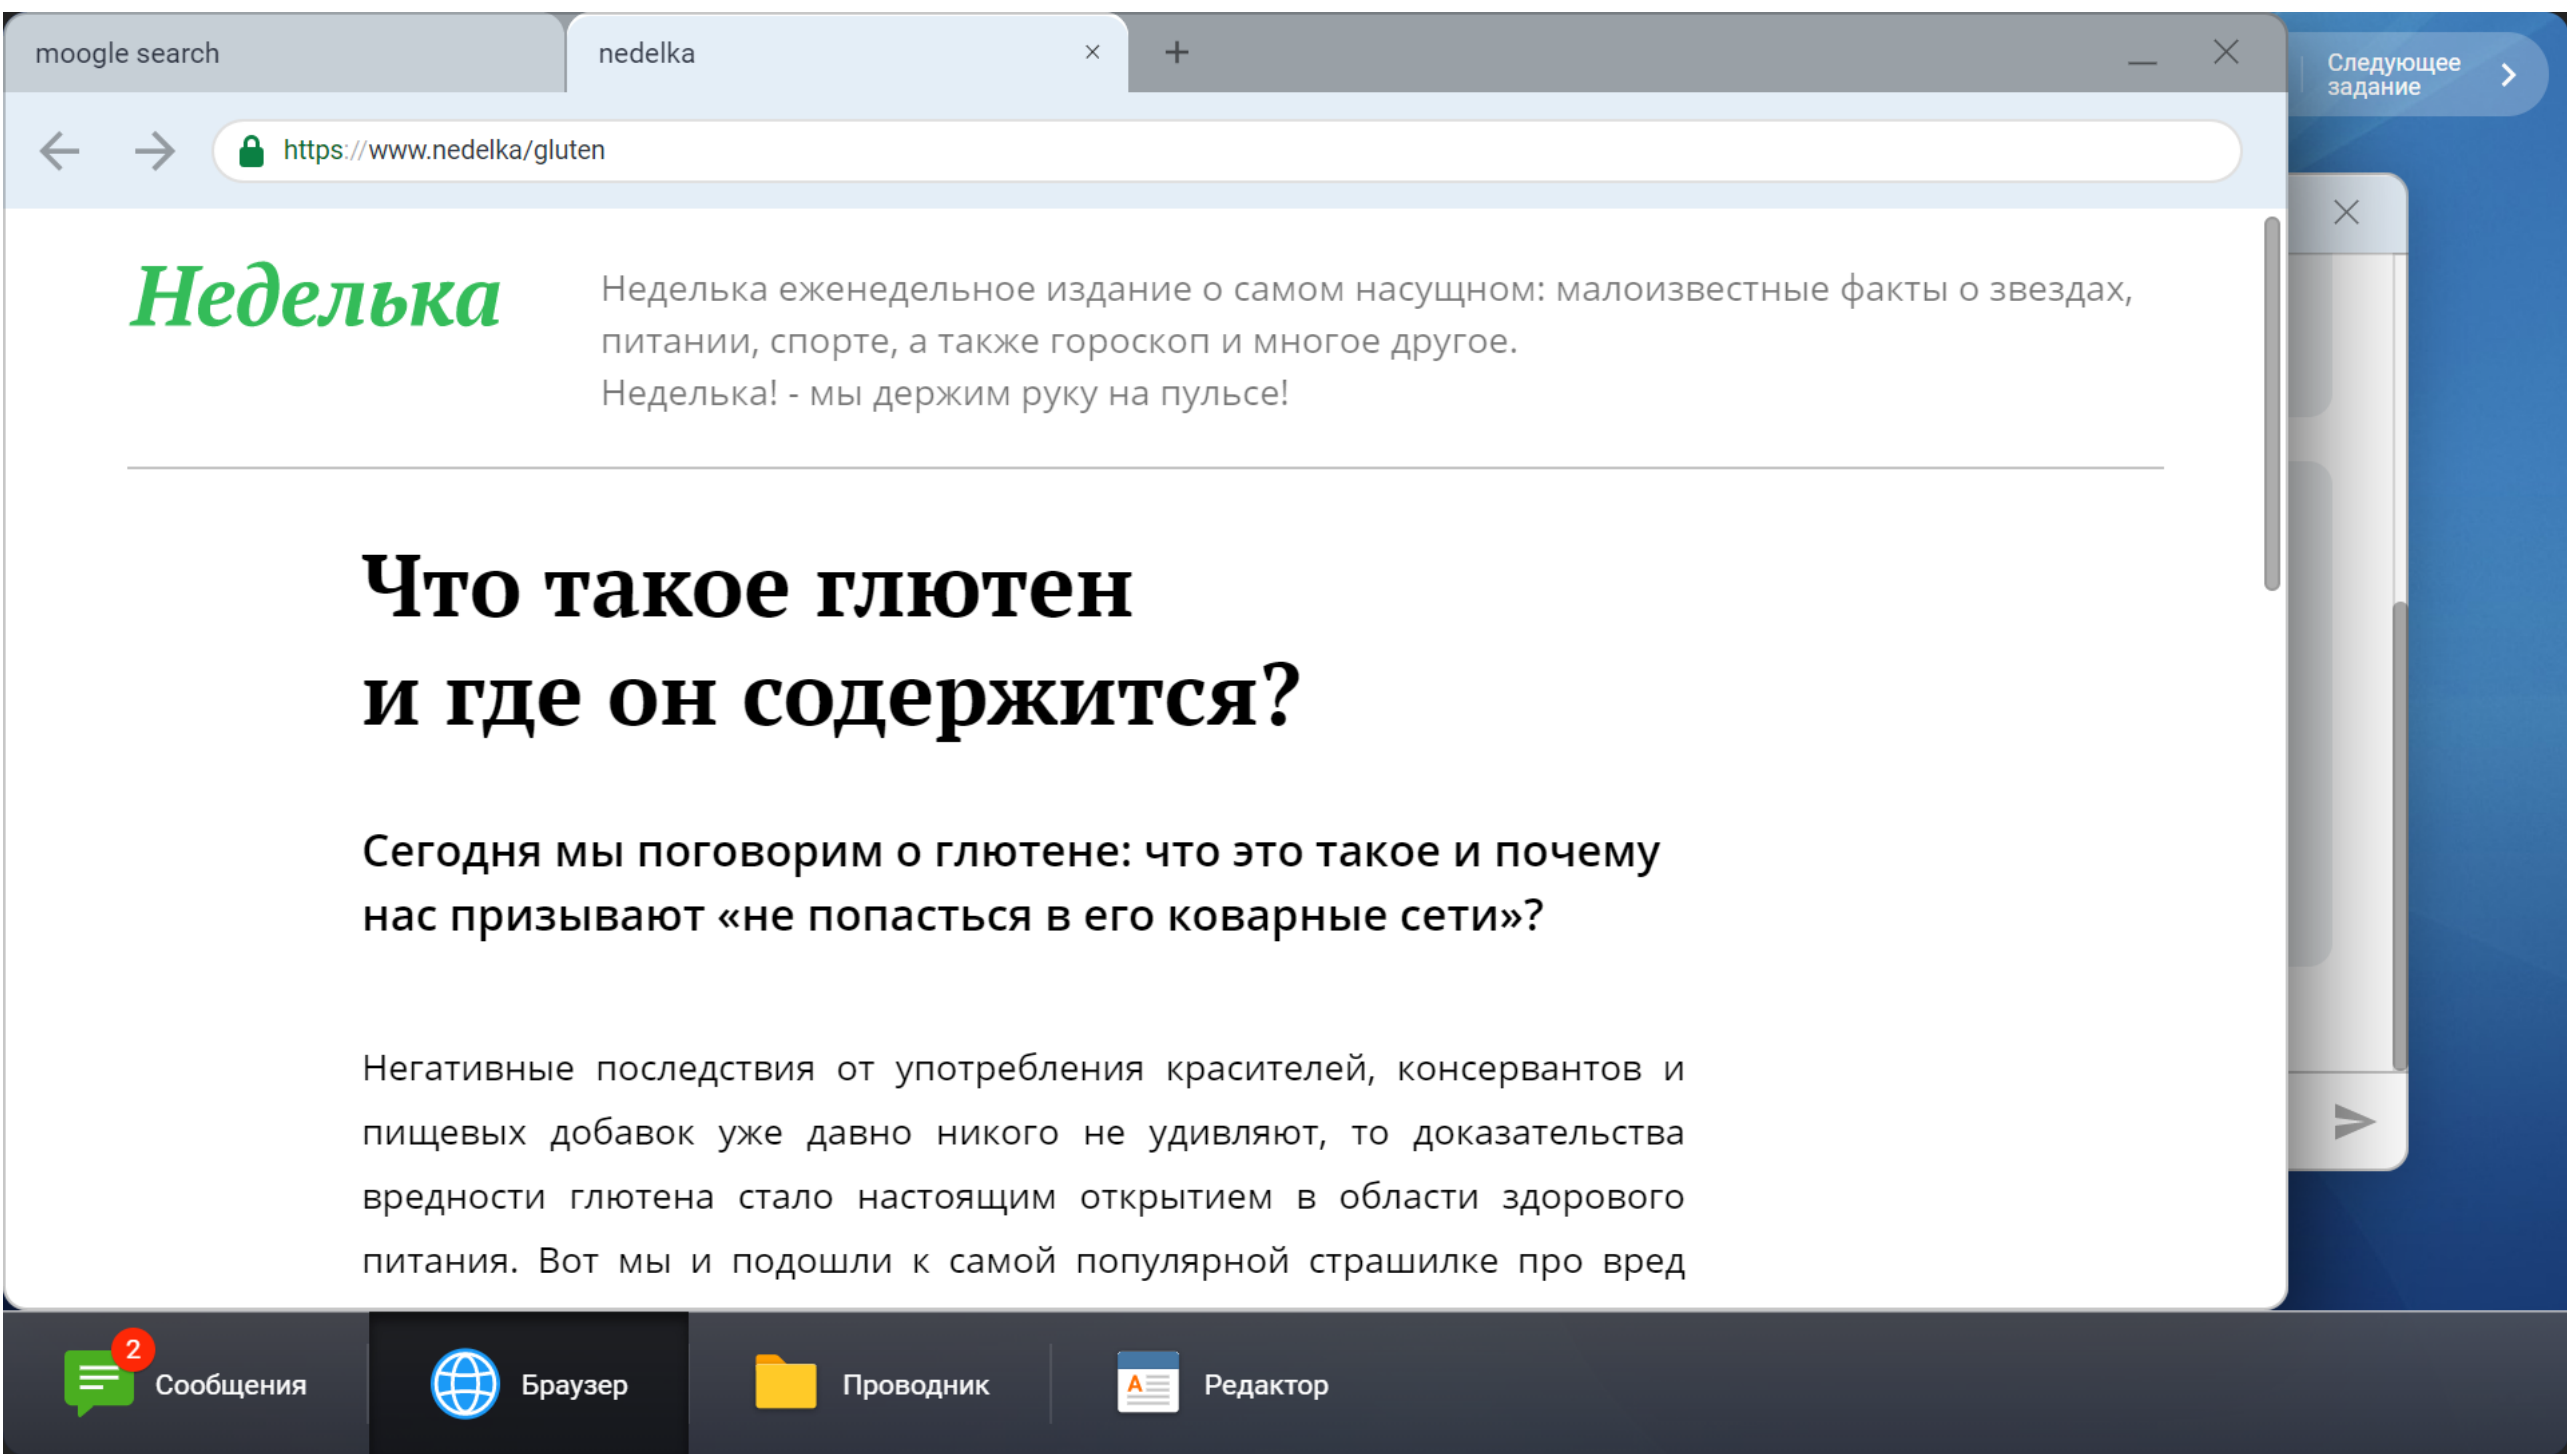 moogle search
nedelka
Следующее
задание
https://www.nedelka/gluten
Неделька
Неделька еженедельное издание о самом насущном: малоизвестные факты о звездах,
питании, спорте, а также гороскоп и многое другое.
Неделька! - мы держим руку на пульсе!
Что такое глютен
и где он содержится?
Сегодня мы поговорим о глютене: что это такое и почему
нас призывают «не попасться в его коварные сети»?
Негативные последствия от употребления красителей, консервантов и
пищевых добавок уже давно никого не удивляют, то доказательства
вредности глютена стало настоящим открытием в области здорового
питания. Вот мы и подошли к самой популярной страшилке про вред
2
Сообщения
Браузер
Проводник
A
Редактор